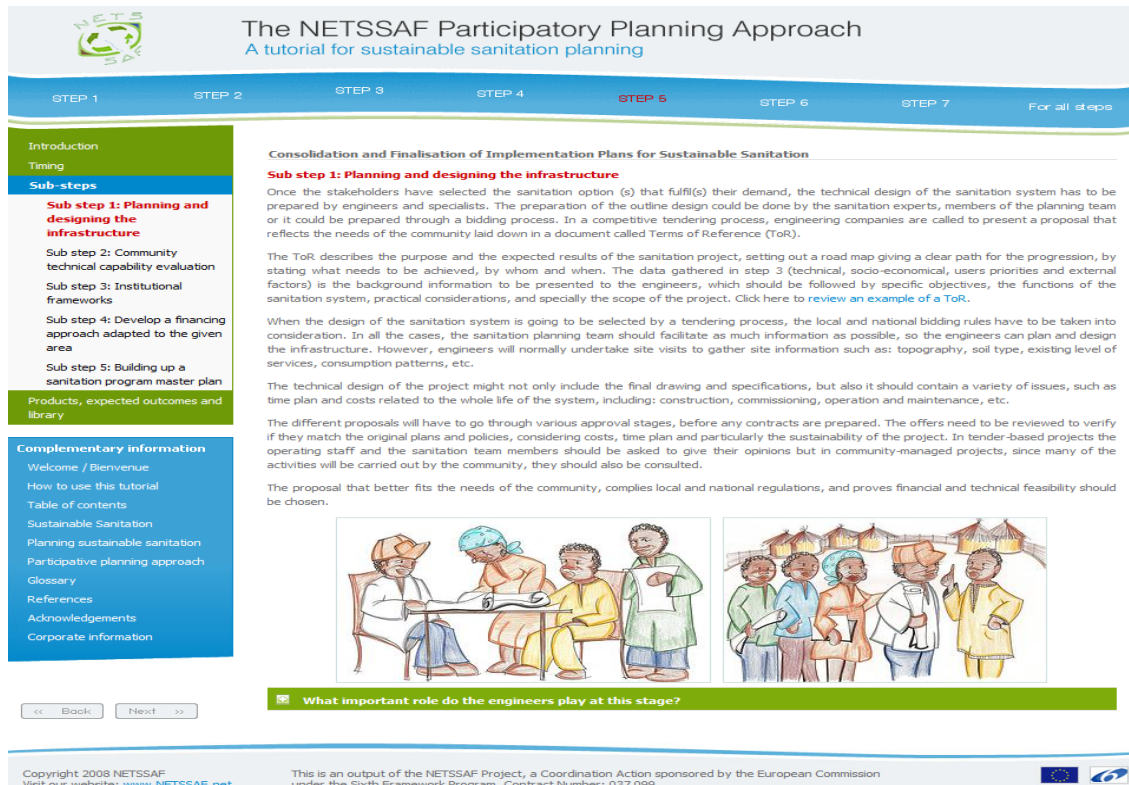 NETS
SAF
The NETSSAF Participatory Planning Approach
A tutorial for sustainable sanitation planning
STEP 1
STEP 2
STEP 3
STEP 4
STEP 5
STEP 6
STEP 7
For all steps
Introduction
Timing
Sub-steps
Sub step 1: Planning and
designing the
infrastructure
Sub step 2: Community
technical capability evaluation
Sub step 3: Institutional
frameworks
Sub step 4: Develop a financing
approach adapted to the given
area
Sub step 5: Building up a
sanitation program master plan
Products, expected outcomes and
library
Complementary information
Welcome / Bienvenue
How to use this tutorial
Table of contents
Sustainable Sanitation
Planning sustainable sanitation
Participative planning approach
Glossary
References
Acknowledgements
Corporate information
<< Back
Next >>
Consolidation and Finalisation of Implementation Plans for Sustainable Sanitation
Sub step 1: Planning and designing the infrastructure
Once the stakeholders have selected the sanitation option (s) that fulfil(s) their demand, the technical design of the sanitation system has to be
prepared by engineers and specialists. The preparation of the outline design could be done by the sanitation experts, members of the planning team
or it could be prepared through a bidding process. In a competitive tendering process, engineering companies are called to present a proposal that
reflects the needs of the community laid down in a document called Terms of Reference (ToR).
The ToR describes the purpose and the expected results of the sanitation project, setting out a road map giving a clear path for the progression, by
stating what needs to be achieved, by whom and when. The data gathered in step 3 (technical, socio-economical, users priorities and external
factors) is the background information to be presented to the engineers, which should be followed by specific objectives, the functions of the
sanitation system, practical considerations, and specially the scope of the project. Click here to review an example of a ToR.
When the design of the sanitation system is going to be selected by a tendering process, the local and national bidding rules have to be taken into
consideration. In all the cases, the sanitation planning team should facilitate as much information as possible, so the engineers can plan and design
the infrastructure. However, engineers will normally undertake site visits to gather site information such as: topography, soil type, existing level of
services, consumption patterns, etc.
The technical design of the project might not only include the final drawing and specifications, but also it should contain a variety of issues, such as
time plan and costs related to the whole life of the system, including: construction, commissioning, operation and maintenance, etc.
The different proposals will have to go through various approval stages, before any contracts are prepared. The offers need to be reviewed to verify
if they match the original plans and policies, considering costs, time plan and particularly the sustainability of the project. In tender-based projects the
operating staff and the sanitation team members should be asked to give their opinions but in community-managed projects, since many of the
activities will be carried out by the community, they should also be consulted.
The proposal that better fits the needs of the community, complies local and national regulations, and proves financial and technical feasibility should
be chosen.
What important role do the engineers play at this stage?
Copyright 2008 NETSSAF
Visit our website: www.NETSSAF.net
This is an output of the NETSSAF Project, a Coordination Action sponsored by the European Commission
under the Sixth Framework Program, Contract Number: 037 099